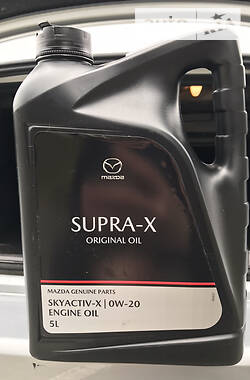 mazda
SUPRA-X
ORIGINAL OIL
MAZDA GENUINE PARTS
SKYACTIV-X | 0W-20
ENGINE OIL
5L